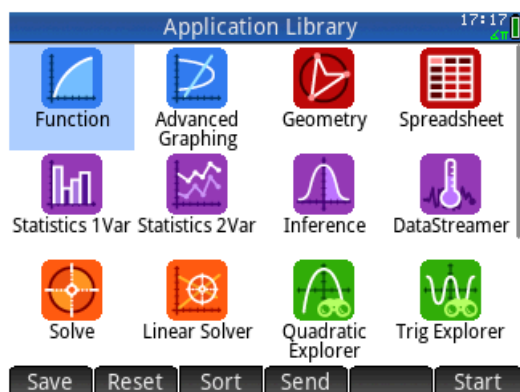 Application Library
17:17
∠π
Function
Advanced Graphing
Geometry
Spreadsheet
Statistics 1Var
Statistics 2Var
Inference
DataStreamer
Solve
Linear Solver
Quadratic Explorer
Trig Explorer
Save
Reset
Sort
Send
Start